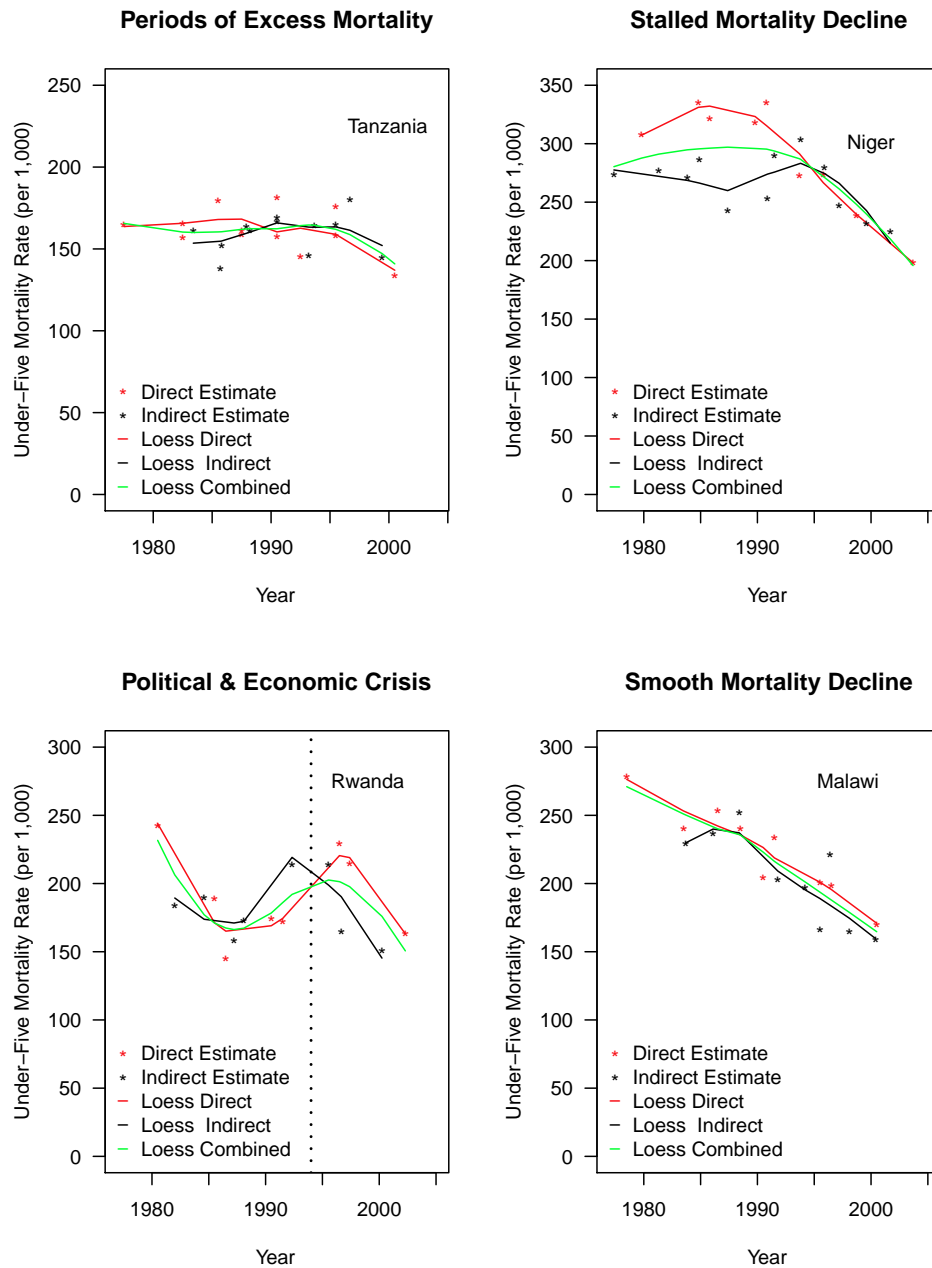 Periods of Excess Mortality
Under−Five Mortality Rate (per 1,000)
250
200
150
100
50
0
Tanzania
* Direct Estimate
* Indirect Estimate
Loess Direct
Loess Indirect
Loess Combined
1980 1990 2000
Year
Stalled Mortality Decline
Under−Five Mortality Rate (per 1,000)
350
300
250
200
150
100
50
0
Niger
* Direct Estimate
* Indirect Estimate
Loess Direct
Loess Indirect
Loess Combined
1980 1990 2000
Year
Political & Economic Crisis
Under−Five Mortality Rate (per 1,000)
300
250
200
150
100
50
0
Rwanda
* Direct Estimate
* Indirect Estimate
Loess Direct
Loess Indirect
Loess Combined
1980 1990 2000
Year
Smooth Mortality Decline
Under−Five Mortality Rate (per 1,000)
300
250
200
150
100
50
0
Malawi
* Direct Estimate
* Indirect Estimate
Loess Direct
Loess Indirect
Loess Combined
1980 1990 2000
Year